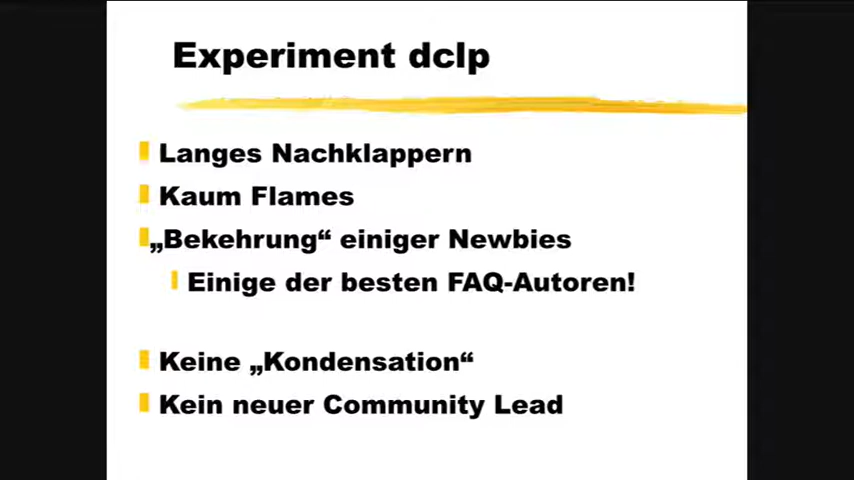 Experiment dclp
Langes Nachklappern
Kaum Flames
„Bekehrung“ einiger Newbies
Einige der besten FAQ-Autoren!
Keine „Kondensation“
Kein neuer Community Lead